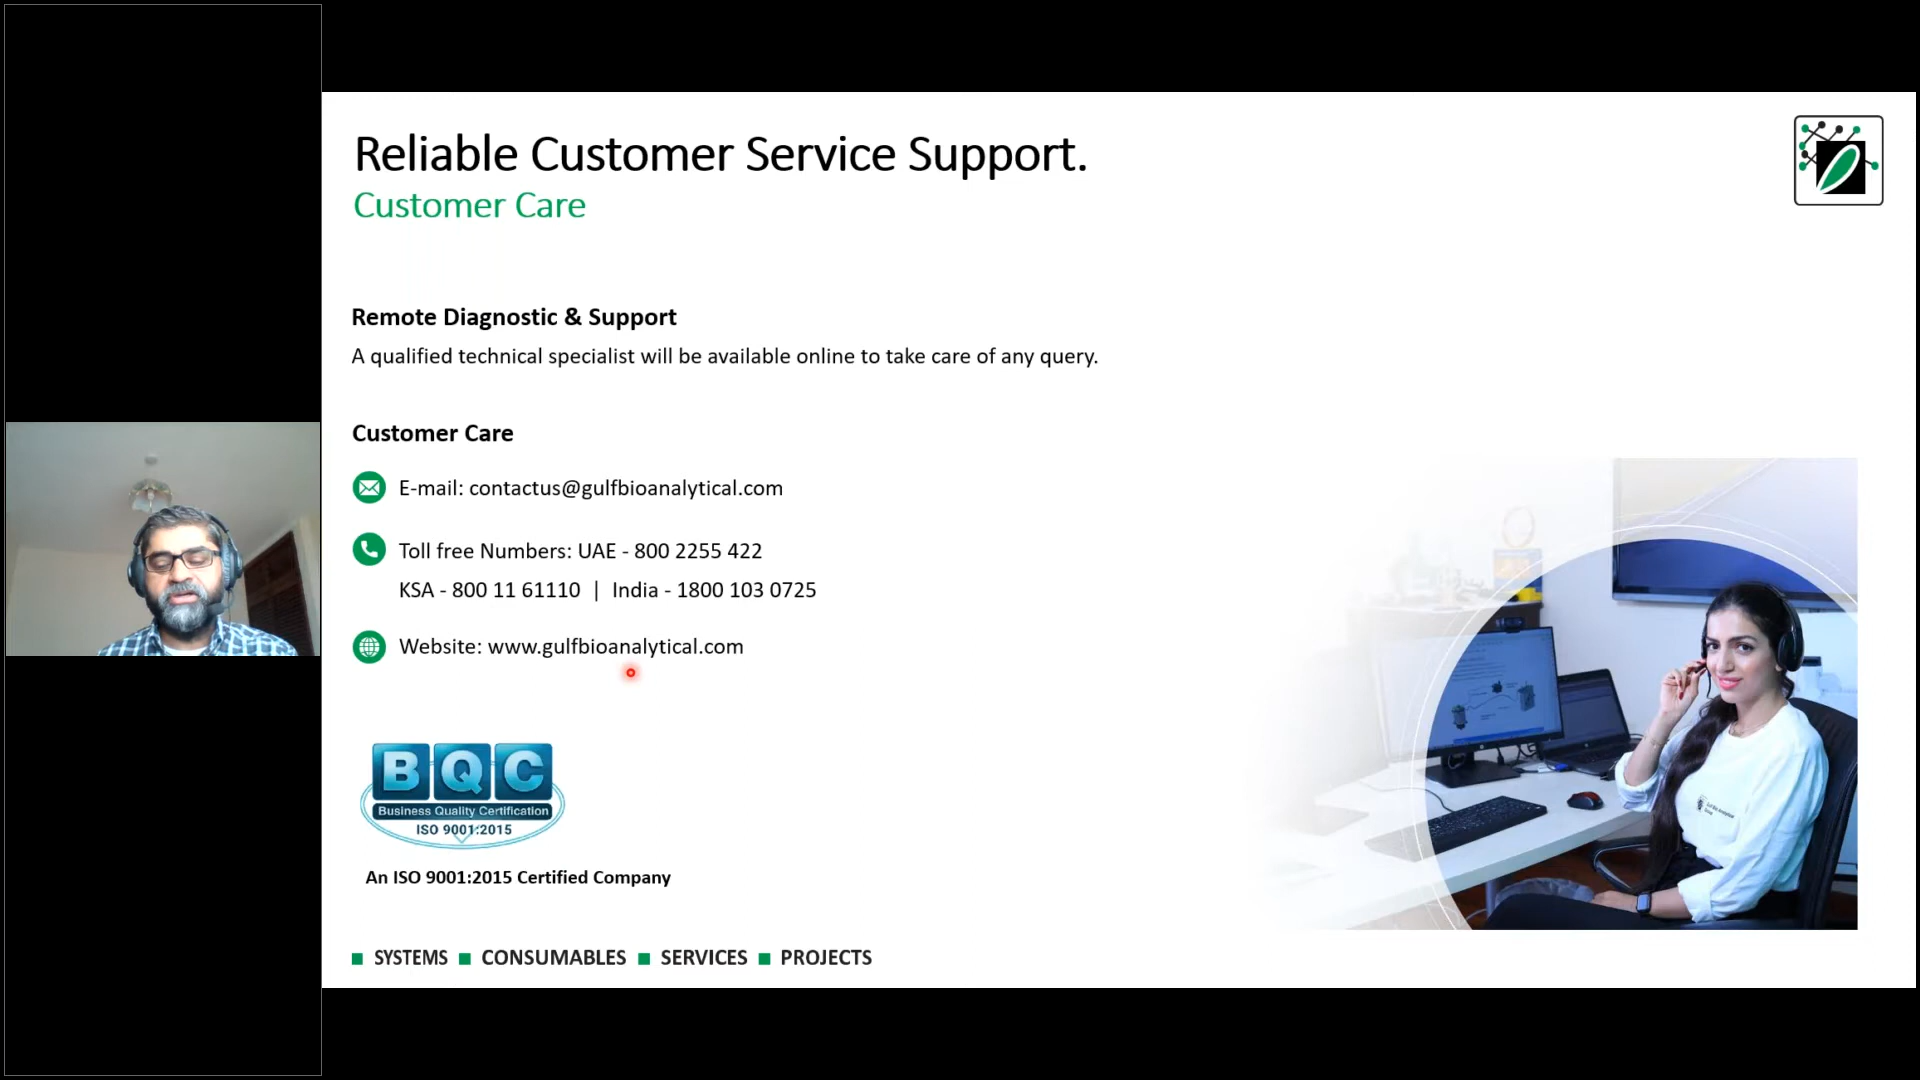 Reliable Customer Service Support.
Customer Care
Remote Diagnostic & Support
A qualified technical specialist will be available online to take care of any query.
Customer Care
E-mail: contactus@gulfbioanalytical.com
Toll free Numbers: UAE - 800 2255 422
KSA - 800 11 61110 | India - 1800 103 0725
Website: www.gulfbioanalytical.com
BQC
Business Quality Certification
ISO 9001:2015
An ISO 9001:2015 Certified Company
SYSTEMS CONSUMABLES SERVICES PROJECTS